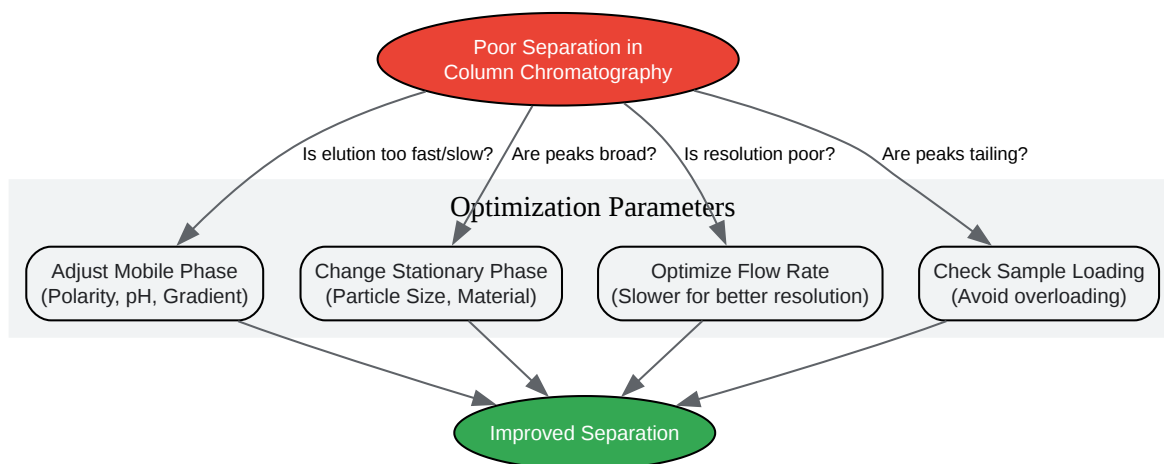 Poor Separation in
Column Chromatography
Is elution too fast/slow?
Are peaks broad?
Is resolution poor?
Are peaks tailing?
Optimization Parameters
Adjust Mobile Phase
(Polarity, pH, Gradient)
Change Stationary Phase
(Particle Size, Material)
Optimize Flow Rate
(Slower for better resolution)
Check Sample Loading
(Avoid overloading)
Improved Separation